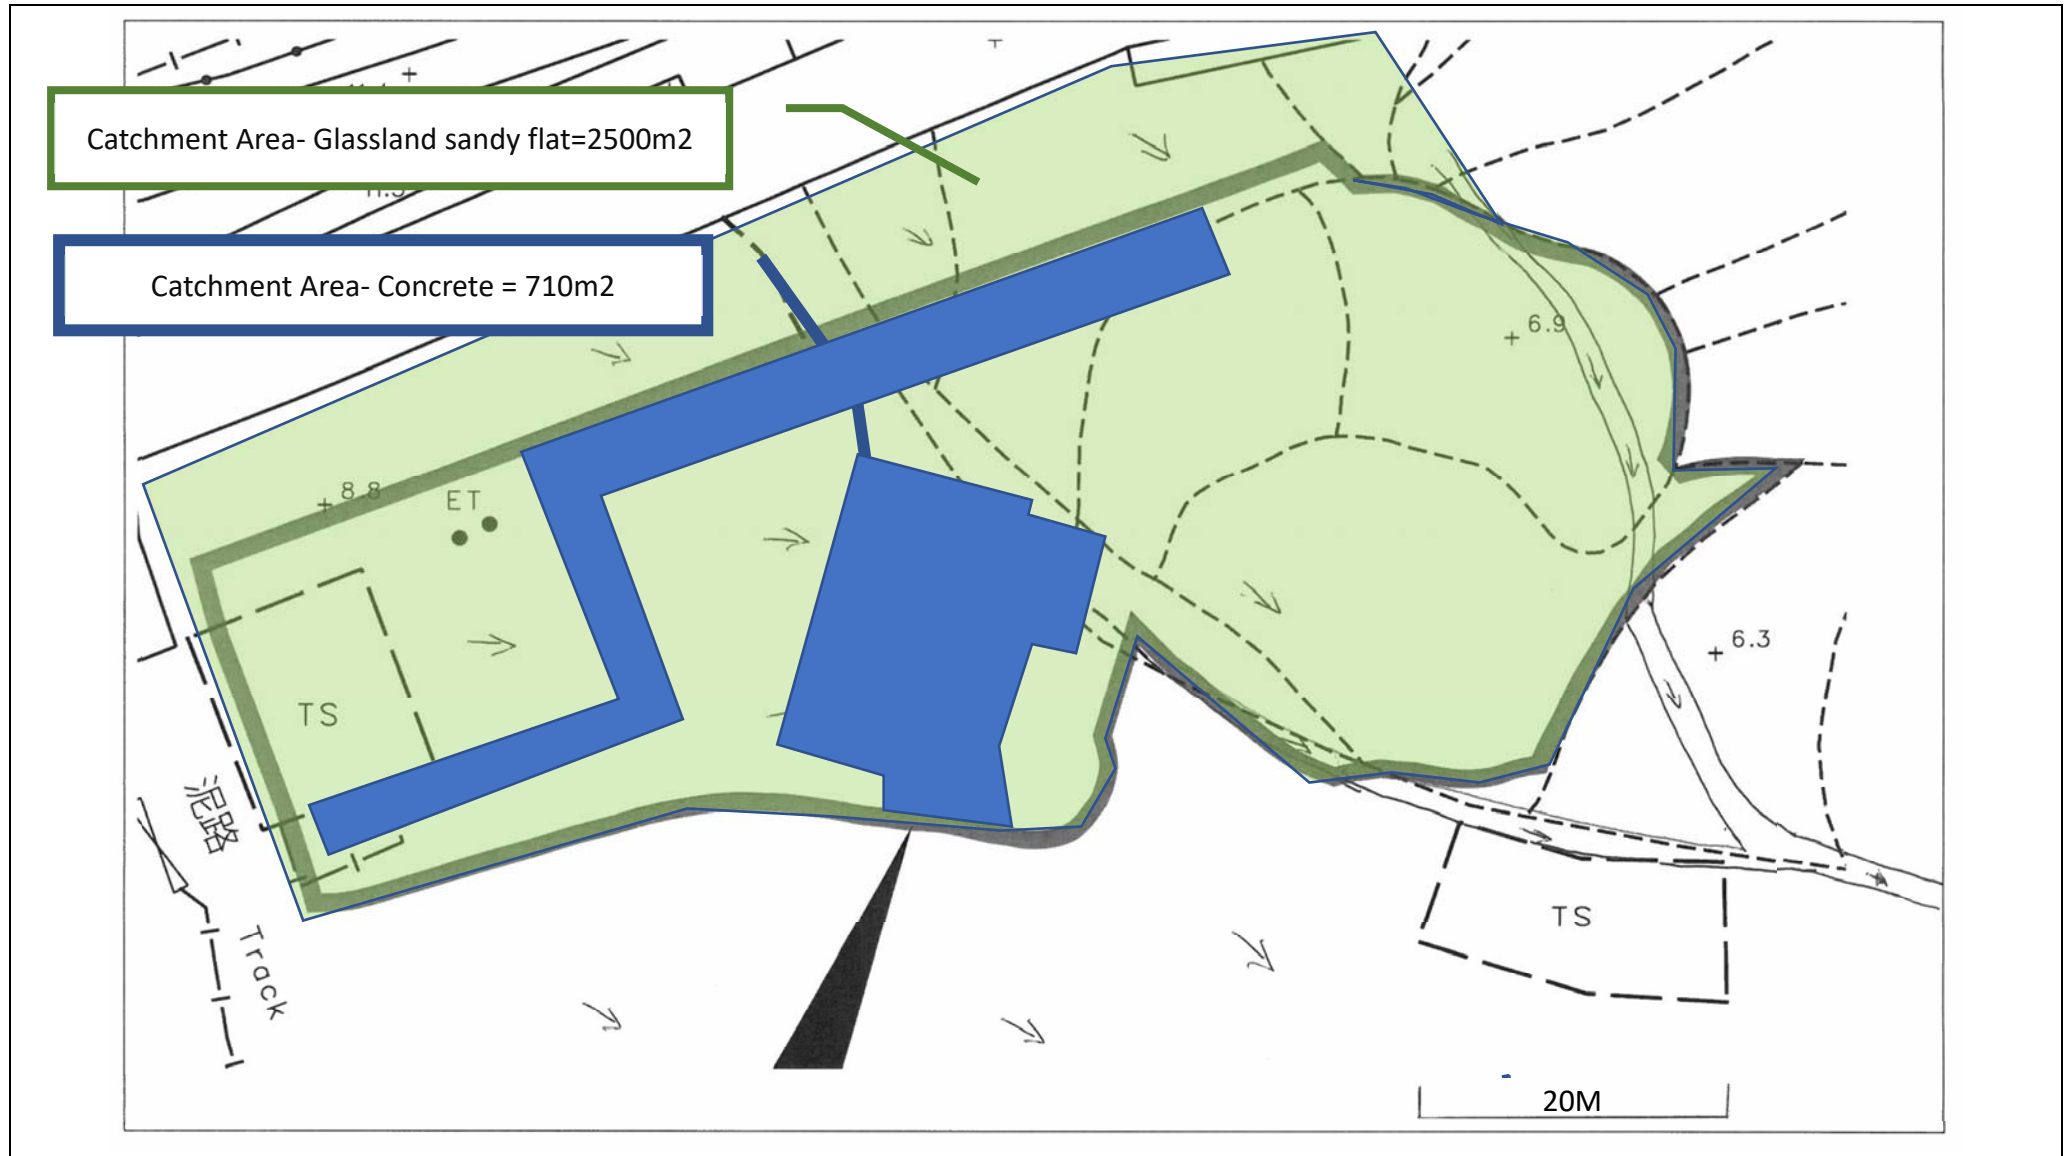 Catchment Area- Glassland sandy flat=2500m2
Catchment Area- Concrete = 710m2
6.9
8.8
ET
TS
6.3
泥路
Track
TS
20M